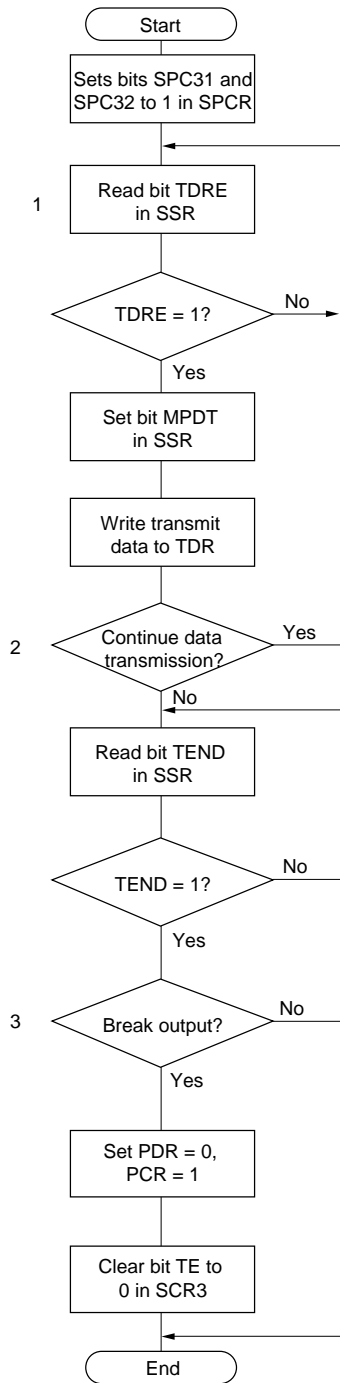 Start
Sets bits SPC31 and
SPC32 to 1 in SPCR
1
Read bit TDRE
in SSR
TDRE = 1?
No
Yes
Set bit MPDT
in SSR
Write transmit
data to TDR
2
Continue data
transmission?
Yes
No
Read bit TEND
in SSR
TEND = 1?
No
Yes
3
Break output?
No
Yes
Set PDR = 0,
PCR = 1
Clear bit TE to
0 in SCR3
End